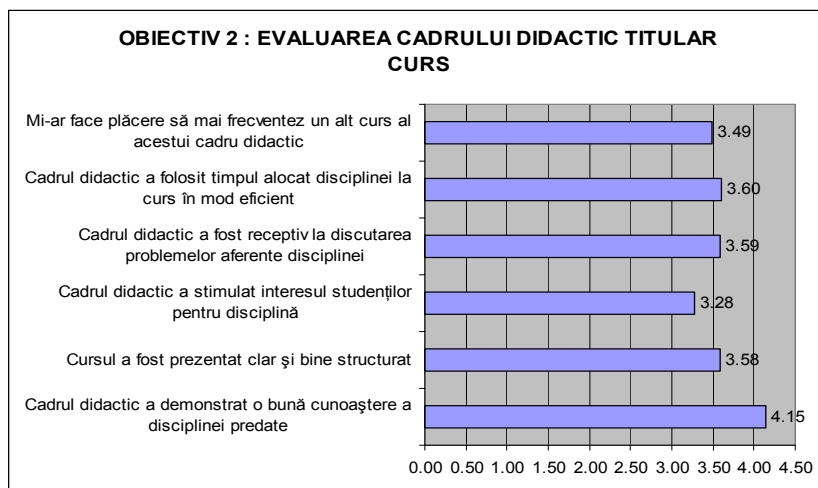 OBIECTIV 2 : EVALUAREA CADRULUI DIDACTIC TITULAR
CURS
Mi-ar face plăcere să mai frecventez un alt curs al
acestui cadru didactic
3.49
Cadrul didactic a folosit timpul alocat disciplinei la
curs în mod eficient
3.60
Cadrul didactic a fost receptiv la discutarea
problemelor aferente disciplinei
3.59
Cadrul didactic a stimulat interesul studenţilor
pentru disciplină
3.28
Cursul a fost prezentat clar şi bine structurat
3.58
Cadrul didactic a demonstrat o bună cunoaştere a
disciplinei predate
4.15
0.00 0.50 1.00 1.50 2.00 2.50 3.00 3.50 4.00 4.50